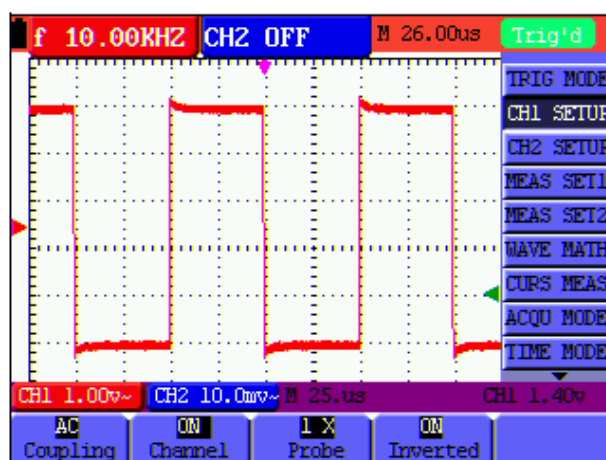 f 10.00KHZ CH2 OFF M 26.00us Trig'd
TRIG MODE
CH1 SETUP
CH2 SETUP
MEAS SET1
MEAS SET2
WAVE MATH
CURS MEAS
ACQU MODE
TIME MODE
CH1 1.00v~ CH2 10.0mv~ M 25.us CH1 1.40v
AC ON 1 X ON
Coupling Channel Probe Inverted